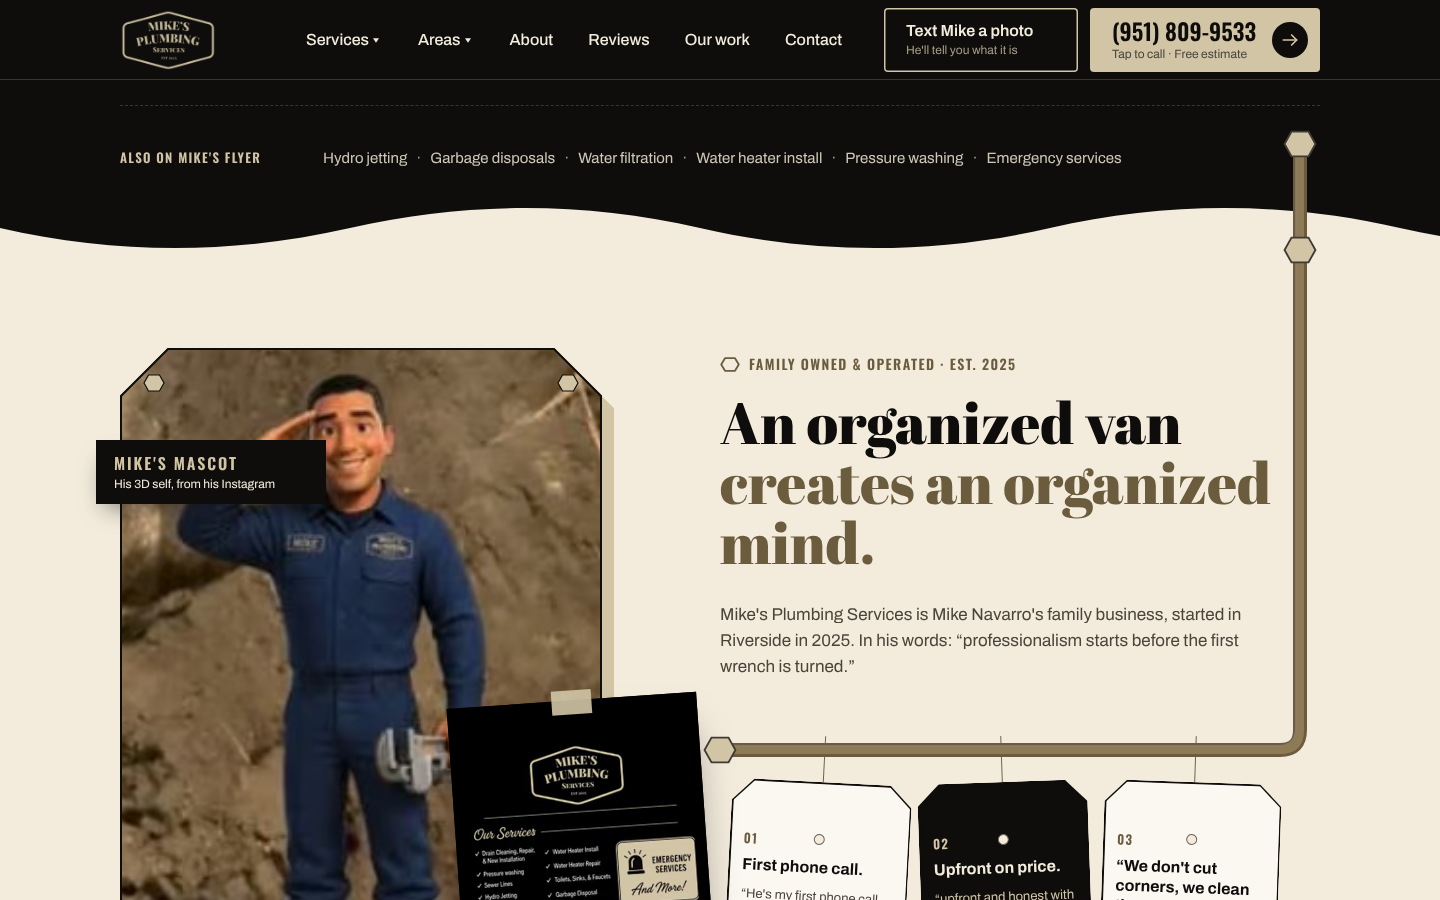 MIKE'S
PLUMBING
SERVICES
EST 2025
Services
Areas
About
Reviews
Our work
Contact
Text Mike a photo
He'll tell you what it is
(951) 809-9533
Tap to call · Free estimate
ALSO ON MIKE'S FLYER
Hydro jetting · Garbage disposals · Water filtration · Water heater install · Pressure washing · Emergency services
FAMILY OWNED & OPERATED · EST. 2025
An organized van
creates an organized
mind.
MIKE'S MASCOT
His 3D self, from his Instagram
Mike's Plumbing Services is Mike Navarro's family business, started in
Riverside in 2025. In his words: “professionalism starts before the first
wrench is turned.”
MIKE'S
PLUMBING
SERVICES
Our Services
✓ Drain Cleaning, Repair,
& New Installation
✓ Pressure washing
✓ Sewer Lines
✓ Hydro Jetting
✓ Water Heater Install
✓ Water Heater Repair
✓ Toilets, Sinks, & Faucets
✓ Garbage Disposal
EMERGENCY
SERVICES
And More!
01
First phone call.
“He's my first phone call
02
Upfront on price.
“upfront and honest with
03
“We don't cut
corners, we clean